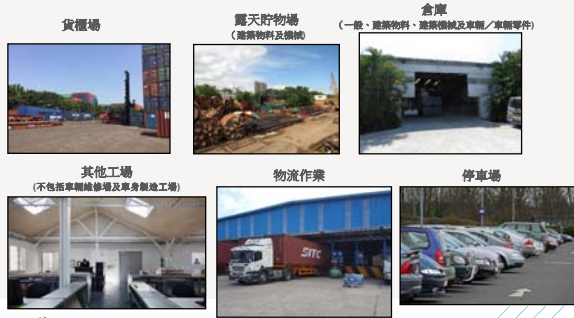 貨櫃場
露天貯物場
（建築物料及機械）
倉庫
（一般、建築物料、建築機械及車輛／車輛零件）
其他工場
（不包括車輛維修場及車身製造工場）
物流作業
SITC
停車場